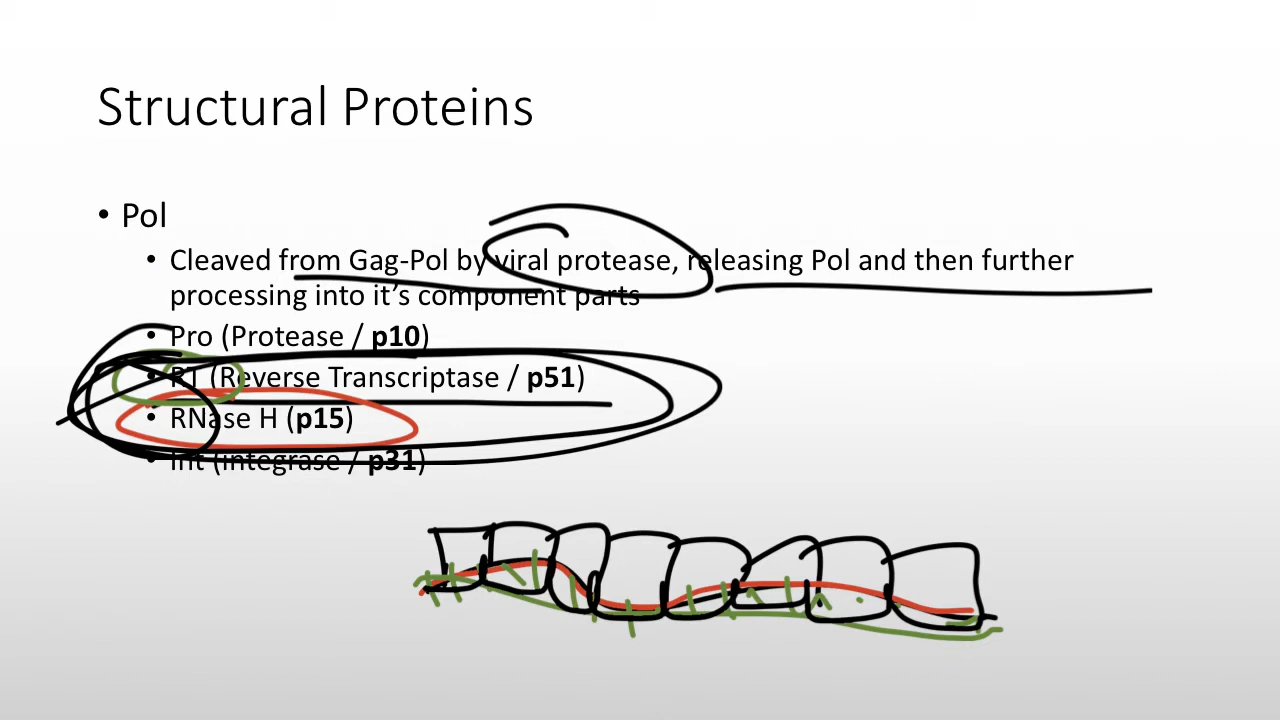 Structural Proteins
• Pol
• Cleaved from Gag-Pol by viral protease, releasing Pol and then further
processing into it’s component parts
• Pro (Protease / p10)
• RT (Reverse Transcriptase / p51)
• RNase H (p15)
• Int (integrase / p31)